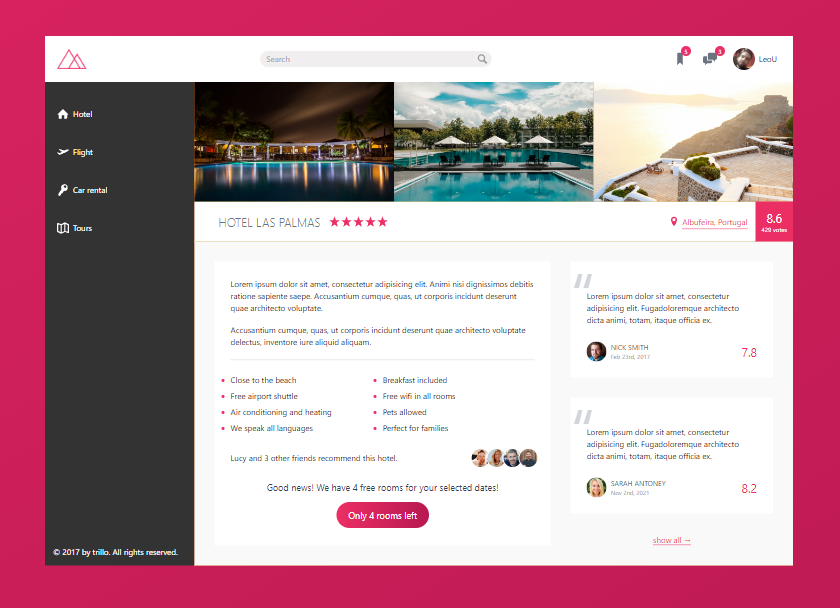 Search
5
3
LeoU
Hotel
Flight
Car rental
Tours
© 2017 by trillo. All rights reserved.
HOTEL LAS PALMAS
Albufeira, Portugal
8.6
429 votes
Lorem ipsum dolor sit amet, consectetur adipisicing elit. Animi nisi dignissimos debitis
ratione sapiente saepe. Accusantium cumque, quas, ut corporis incidunt deserunt
quae architecto voluptate.
Accusantium cumque, quas, ut corporis incidunt deserunt quae architecto voluptate
delectus, inventore iure aliquid aliquam.
Close to the beach
Breakfast included
Free airport shuttle
Free wifi in all rooms
Air conditioning and heating
Pets allowed
We speak all languages
Perfect for families
Lucy and 3 other friends recommend this hotel.
Good news! We have 4 free rooms for your selected dates!
Only 4 rooms left
Lorem ipsum dolor sit amet, consectetur
adipisicing elit. Fugadoloremque architecto
dicta animi, totam, itaque officia ex.
NICK SMITH
Feb 23rd, 2017
7.8
Lorem ipsum dolor sit amet, consectetur
adipisicing elit. Fugadoloremque architecto
dicta animi, totam, itaque officia ex.
SARAH ANTONEY
Nov 2nd, 2021
8.2
show all →